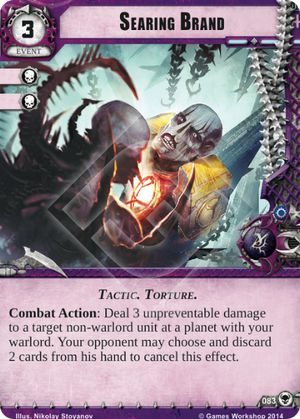 3
EVENT
SEARING BRAND
TACTIC. TORTURE.
Combat Action: Deal 3 unpreventable damage
to a target non-warlord unit at a planet with your
warlord. Your opponent may choose and discard
2 cards from his hand to cancel this effect.
083
Illus. Nikolay Stoyanov
© Games Workshop 2014